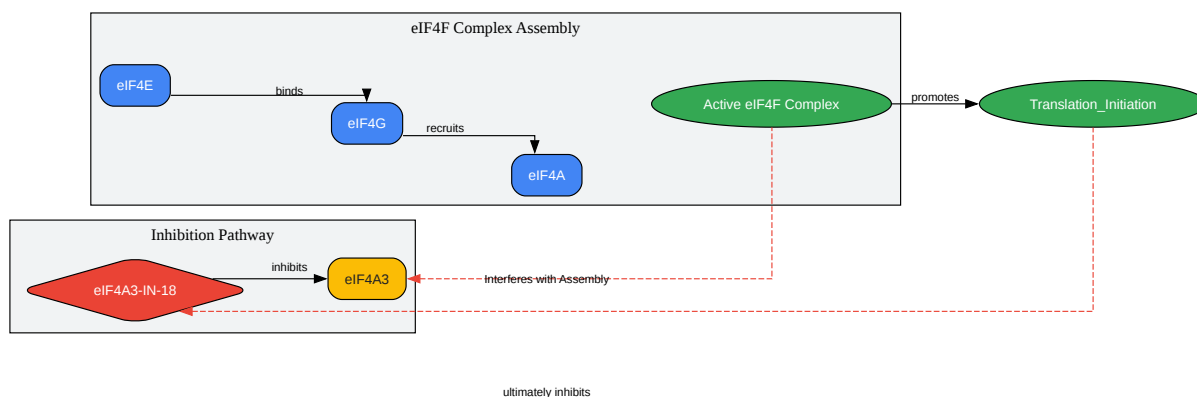 eIF4F Complex Assembly
eIF4E
binds
eIF4G
recruits
eIF4A
Active eIF4F Complex
promotes
Translation_Initiation
Inhibition Pathway
eIF4A3-IN-18
inhibits
eIF4A3
Interferes with Assembly
ultimately inhibits